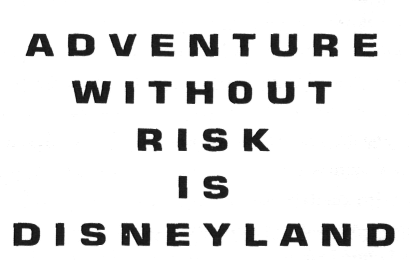 ADVENTURE
WITHOUT
RISK
IS
DISNEYLAND